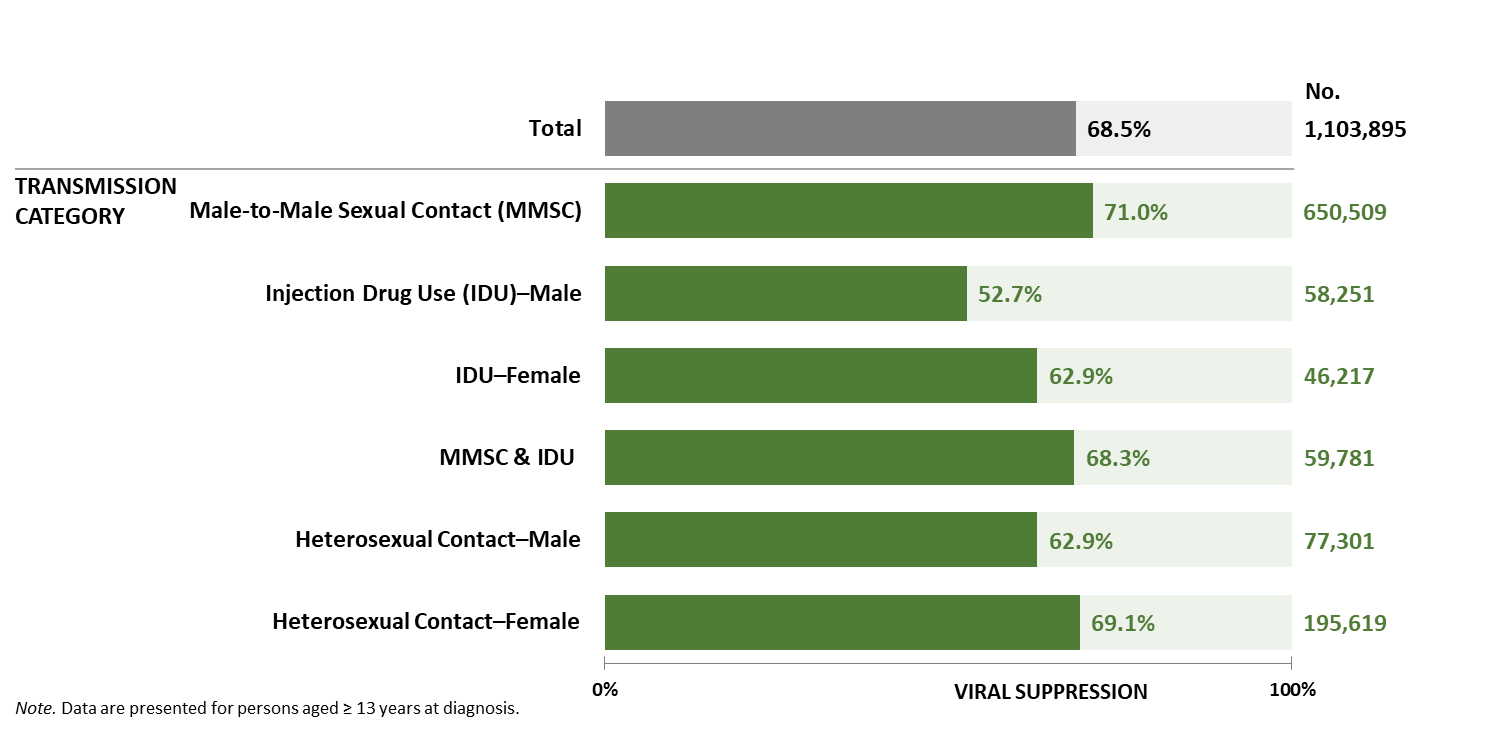 No.
Total 68.5% 1,103,895
TRANSMISSION
CATEGORY
Male-to-Male Sexual Contact (MMSC) 71.0% 650,509
Injection Drug Use (IDU)–Male 52.7% 58,251
IDU–Female 62.9% 46,217
MMSC & IDU 68.3% 59,781
Heterosexual Contact–Male 62.9% 77,301
Heterosexual Contact–Female 69.1% 195,619
0% VIRAL SUPPRESSION 100%
Note. Data are presented for persons aged ≥ 13 years at diagnosis.